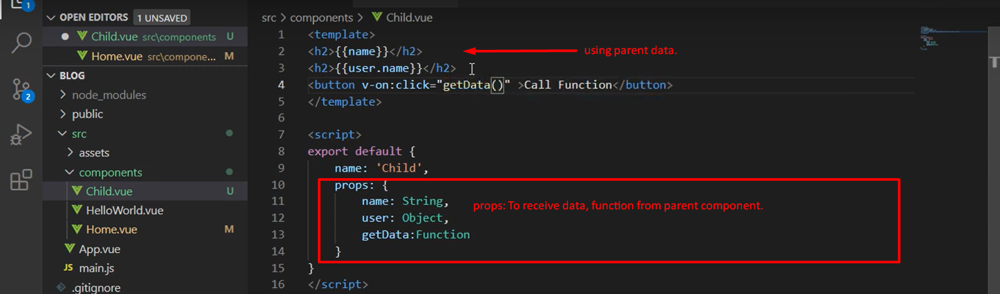 1
OPEN EDITORS 1 UNSAVED
Child.vue src\components U
Home.vue src\compone... M
BLOG
2
node_modules
public
src
assets
components
Child.vue U
HelloWorld.vue
Home.vue M
App.vue
JS main.js
.gitignore
src > components > Child.vue
1 <template>
2 <h2>{{name}}</h2>
using parent data.
3 <h2>{{user.name}}</h2>
4 <button v-on:click="getData()" >Call Function</button>
5 </template>
6
7 <script>
8 export default {
9 name: 'Child',
10 props: {
11 name: String,
props: To receive data, function from parent component.
12 user: Object,
13 getData:Function
14 }
15 }
16 </script>